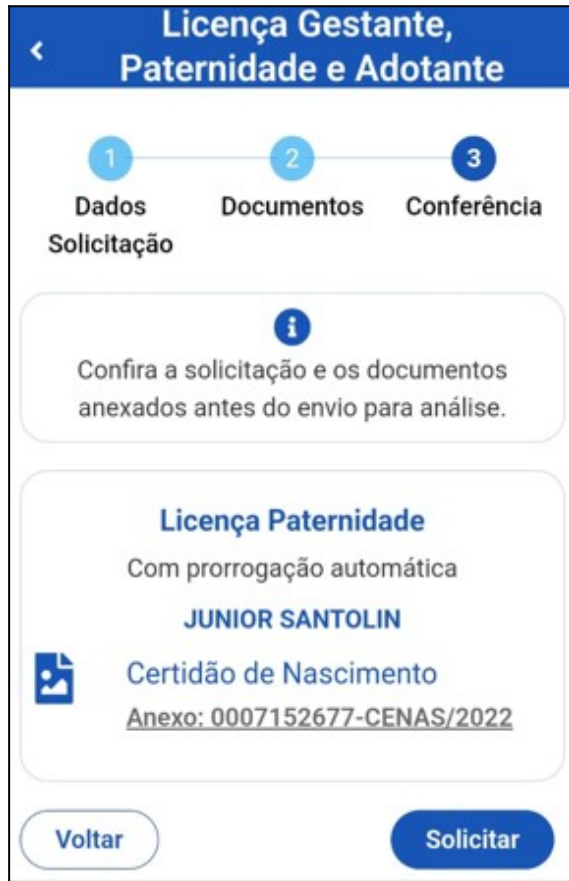 Licença Gestante,
Paternidade e Adotante
1
2
3
Dados
Solicitação
Documentos
Conferência
i
Confira a solicitação e os documentos
anexados antes do envio para análise.
Licença Paternidade
Com prorrogação automática
JUNIOR SANTOLIN
Certidão de Nascimento
Anexo: 0007152677-CENAS/2022
Voltar
Solicitar